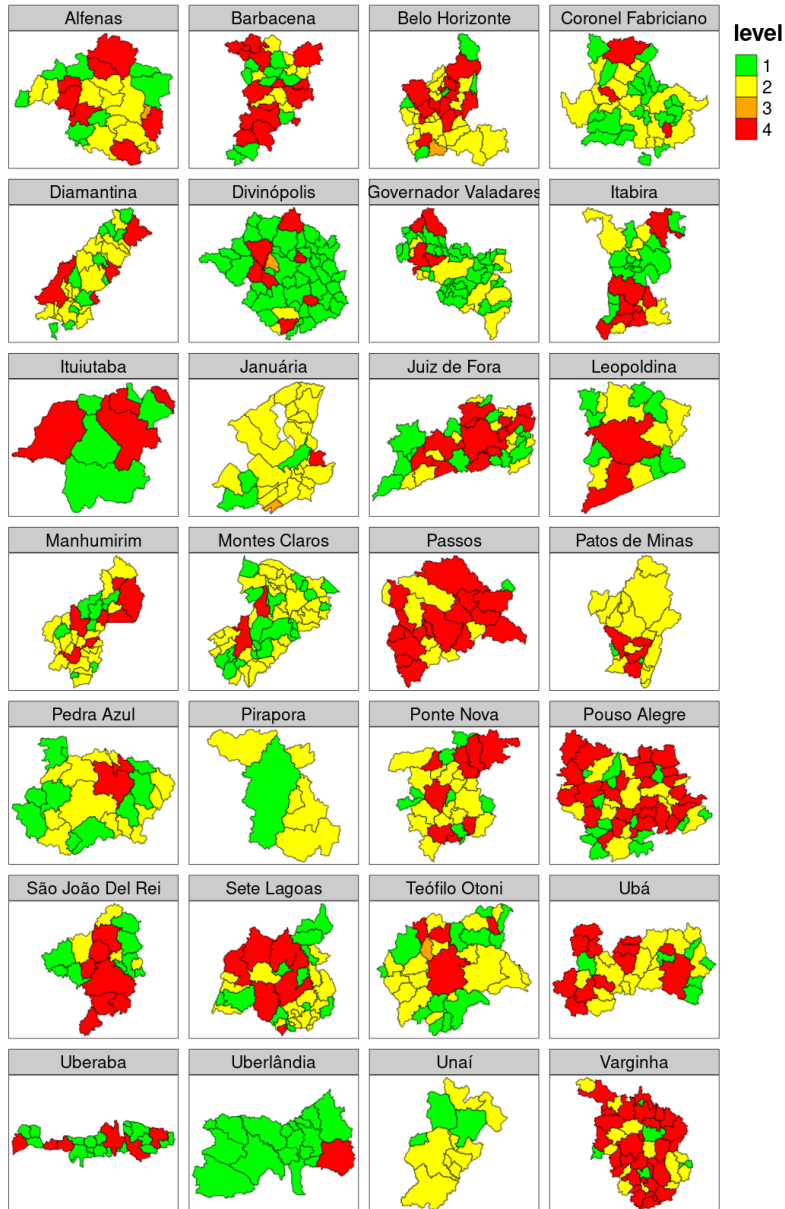 Alfenas
Barbacena
Belo Horizonte
Coronel Fabriciano
level
1
2
3
4
Diamantina
Divinópolis
Governador Valadares
Itabira
Ituiutaba
Januária
Juiz de Fora
Leopoldina
Manhumirim
Montes Claros
Passos
Patos de Minas
Pedra Azul
Pirapora
Ponte Nova
Pouso Alegre
São João Del Rei
Sete Lagoas
Teófilo Otoni
Ubá
Uberaba
Uberlândia
Unaí
Varginha